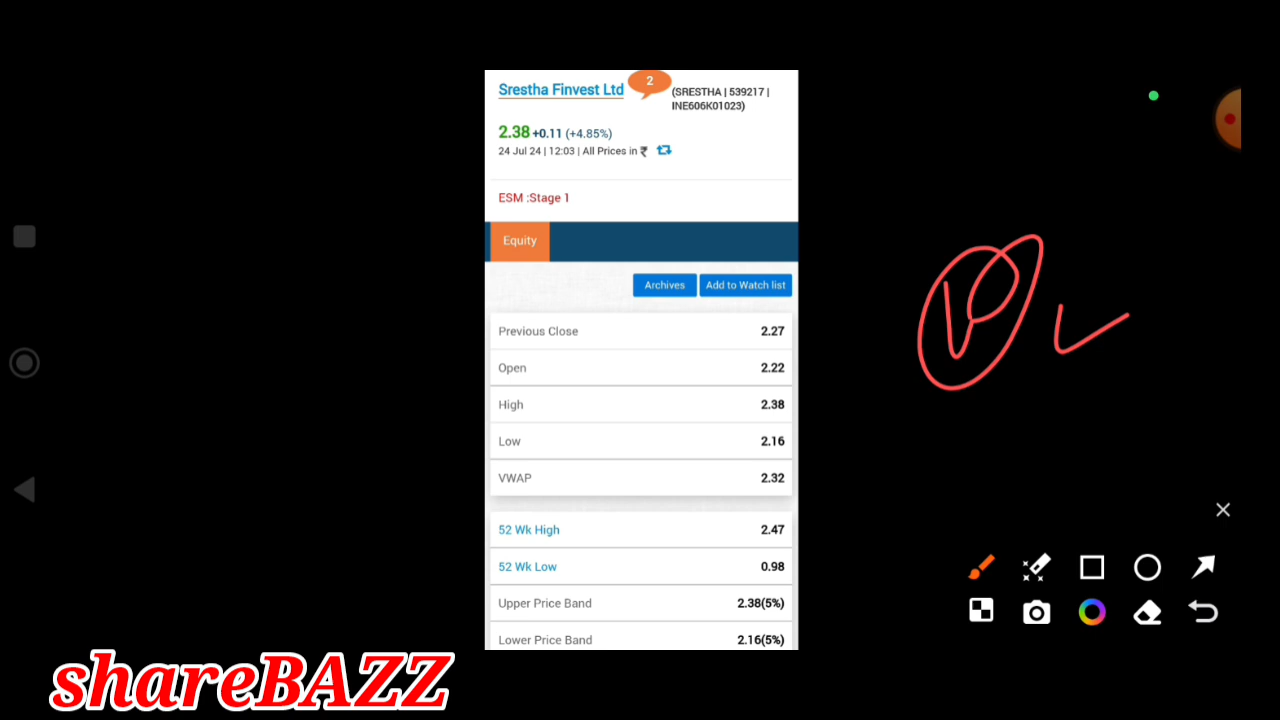 Srestha Finvest Ltd
2
(SRESTHA | 539217 |
INE606K01023)
2.38 +0.11 (+4.85%)
24 Jul 24 | 12:03 | All Prices in ₹
ESM :Stage 1
Equity
Archives
Add to Watch list
Previous Close 2.27
Open 2.22
High 2.38
Low 2.16
VWAP 2.32
52 Wk High 2.47
52 Wk Low 0.98
Upper Price Band 2.38(5%)
Lower Price Band 2.16(5%)
shareBAZZ